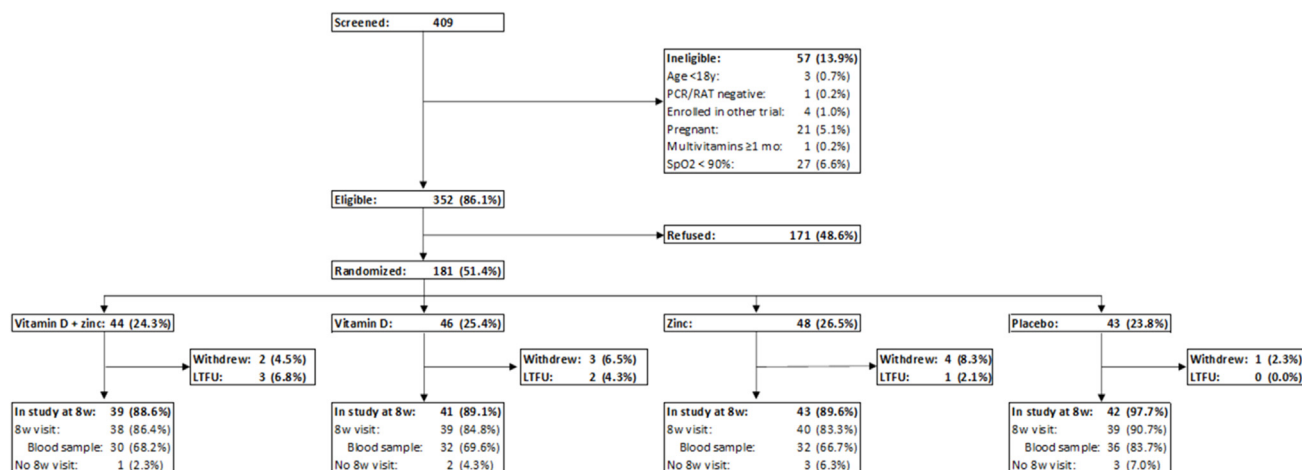 Screened: 409
Ineligible: 57 (13.9%)
Age <18y: 3 (0.7%)
PCR/RAT negative: 1 (0.2%)
Enrolled in other trial: 4 (1.0%)
Pregnant: 21 (5.1%)
Multivitamins ≥1 mo: 1 (0.2%)
SpO2 < 90%: 27 (6.6%)
Eligible: 352 (86.1%)
Refused: 171 (48.6%)
Randomized: 181 (51.4%)
Vitamin D + zinc: 44 (24.3%)
Withdrew: 2 (4.5%)
LTFU: 3 (6.8%)
In study at 8w: 39 (88.6%)
8w visit: 38 (86.4%)
Blood sample: 30 (68.2%)
No 8w visit: 1 (2.3%)
Vitamin D: 46 (25.4%)
Withdrew: 3 (6.5%)
LTFU: 2 (4.3%)
In study at 8w: 41 (89.1%)
8w visit: 39 (84.8%)
Blood sample: 32 (69.6%)
No 8w visit: 2 (4.3%)
Zinc: 48 (26.5%)
Withdrew: 4 (8.3%)
LTFU: 1 (2.1%)
In study at 8w: 43 (89.6%)
8w visit: 40 (83.3%)
Blood sample: 32 (66.7%)
No 8w visit: 3 (6.3%)
Placebo: 43 (23.8%)
Withdrew: 1 (2.3%)
LTFU: 0 (0.0%)
In study at 8w: 42 (97.7%)
8w visit: 39 (90.7%)
Blood sample: 36 (83.7%)
No 8w visit: 3 (7.0%)